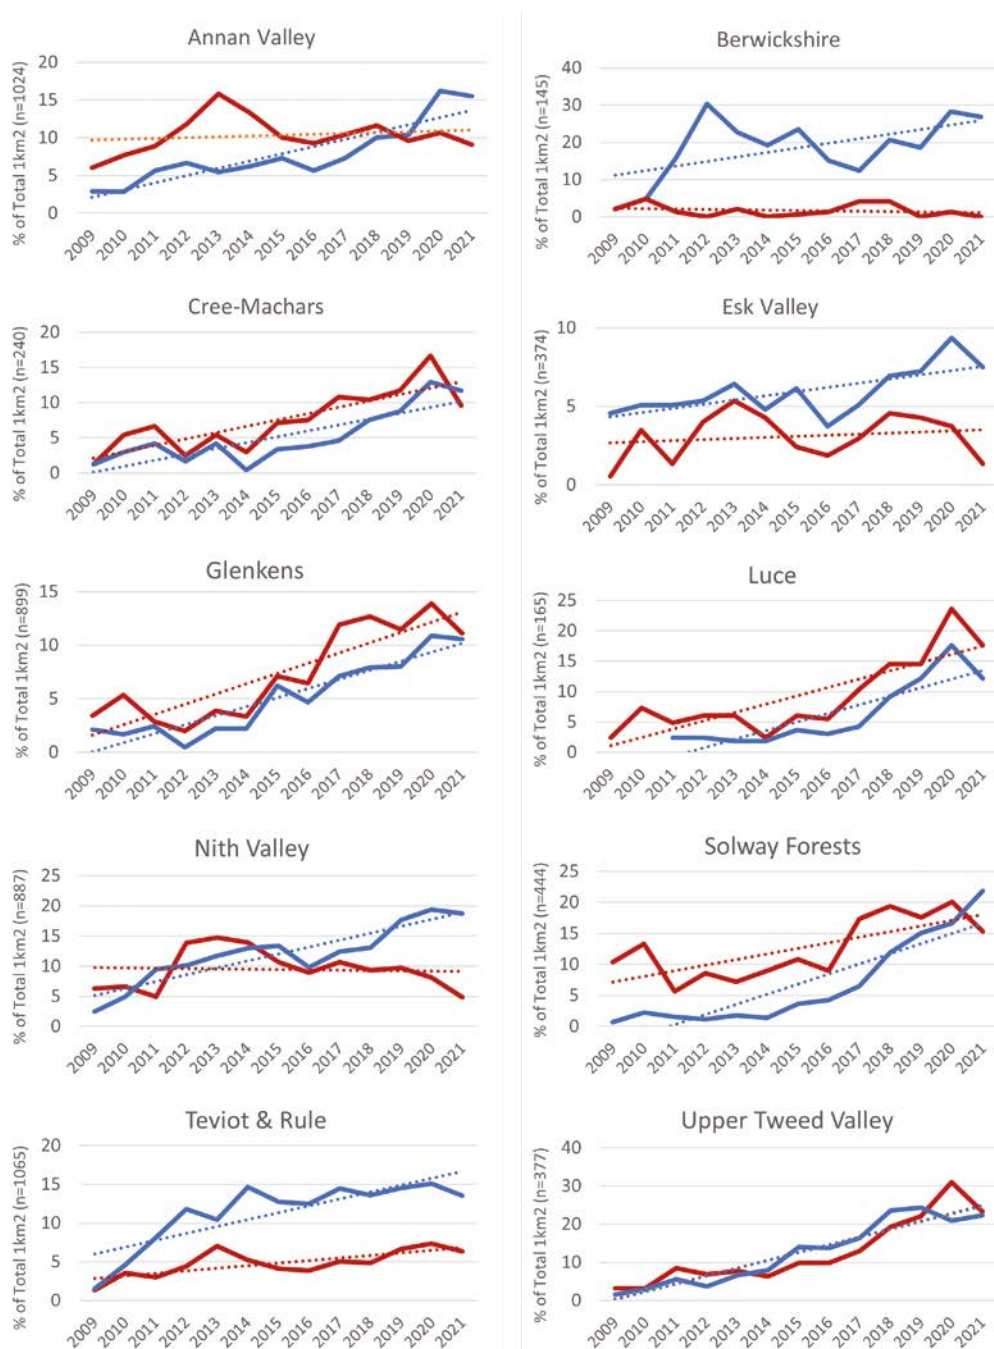 Annan Valley
% of Total 1km2 (n=1024)
20
15
10
5
0
2009 2010 2011 2012 2013 2014 2015 2016 2017 2018 2019 2020 2021
Berwickshire
% of Total 1km2 (n=145)
40
30
20
10
0
2009 2010 2011 2012 2013 2014 2015 2016 2017 2018 2019 2020 2021
Cree-Machars
% of Total 1km2 (n=240)
20
15
10
5
0
2009 2010 2011 2012 2013 2014 2015 2016 2017 2018 2019 2020 2021
Esk Valley
% of Total 1km2 (n=374)
10
5
0
2009 2010 2011 2012 2013 2014 2015 2016 2017 2018 2019 2020 2021
Glenkens
% of Total 1km2 (n=899)
15
10
5
0
2009 2010 2011 2012 2013 2014 2015 2016 2017 2018 2019 2020 2021
Luce
% of Total 1km2 (n=165)
25
20
15
10
5
0
2009 2010 2011 2012 2013 2014 2015 2016 2017 2018 2019 2020 2021
Nith Valley
% of Total 1km2 (n=887)
25
20
15
10
5
0
2009 2010 2011 2012 2013 2014 2015 2016 2017 2018 2019 2020 2021
Solway Forests
% of Total 1km2 (n=444)
25
20
15
10
5
0
2009 2010 2011 2012 2013 2014 2015 2016 2017 2018 2019 2020 2021
Teviot & Rule
% of Total 1km2 (n=1065)
20
15
10
5
0
2009 2010 2011 2012 2013 2014 2015 2016 2017 2018 2019 2020 2021
Upper Tweed Valley
% of Total 1km2 (n=377)
40
30
20
10
0
2009 2010 2011 2012 2013 2014 2015 2016 2017 2018 2019 2020 2021